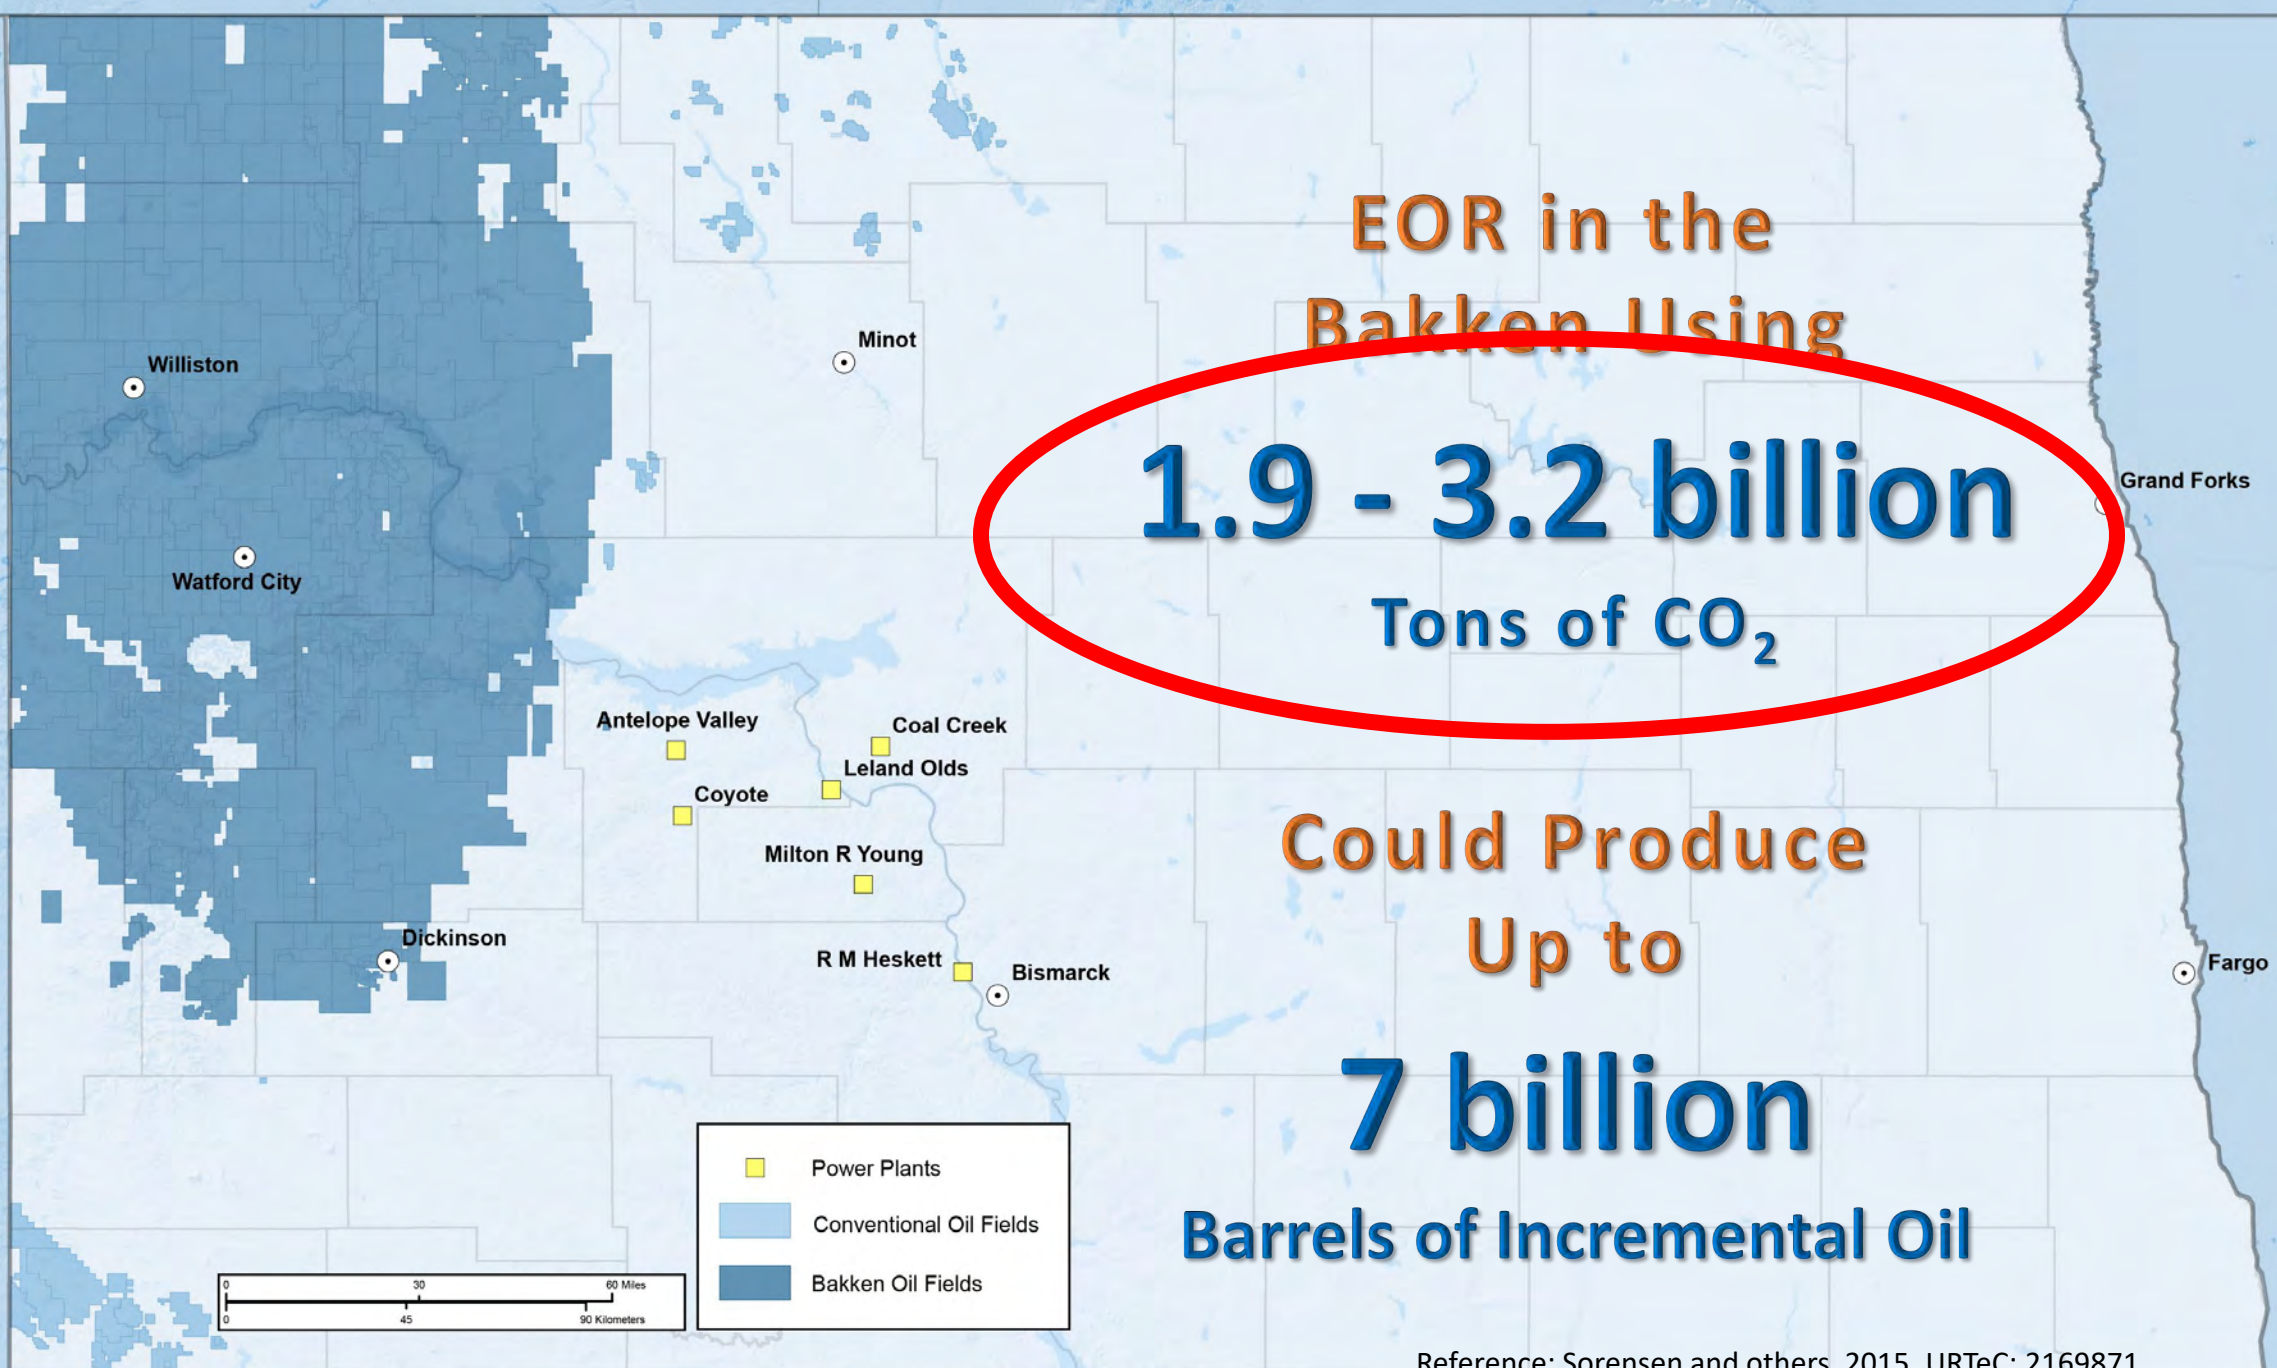 EOR in the
Bakken Using
1.9 - 3.2 billion
Tons of CO₂
Could Produce
Up to
7 billion
Barrels of Incremental Oil
Williston
Minot
Grand Forks
Watford City
Antelope Valley
Coal Creek
Leland Olds
Coyote
Milton R Young
Dickinson
R M Heskett
Bismarck
Fargo
Power Plants
Conventional Oil Fields
Bakken Oil Fields
0 30 60 Miles
0 45 90 Kilometers
Reference: Sorensen and others, 2015, URTeC: 2169871